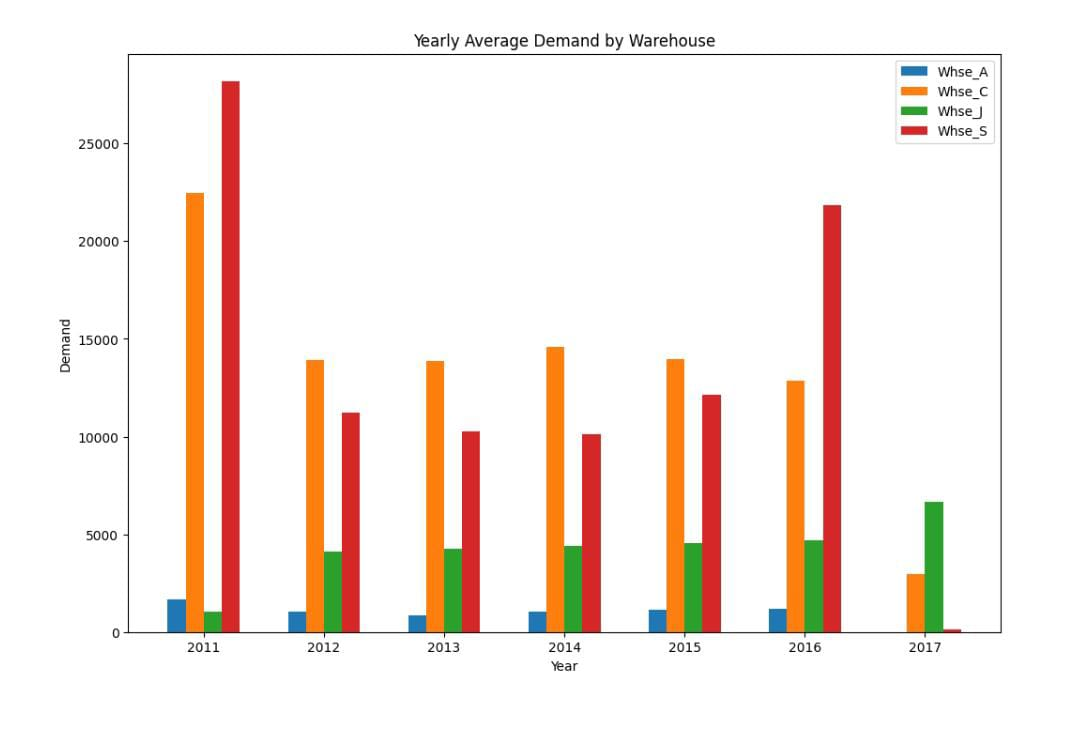 Yearly Average Demand by Warehouse
Whse_A
Whse_C
Whse_J
Whse_S
Demand
25000
20000
15000
10000
5000
0
2011 2012 2013 2014 2015 2016 2017
Year